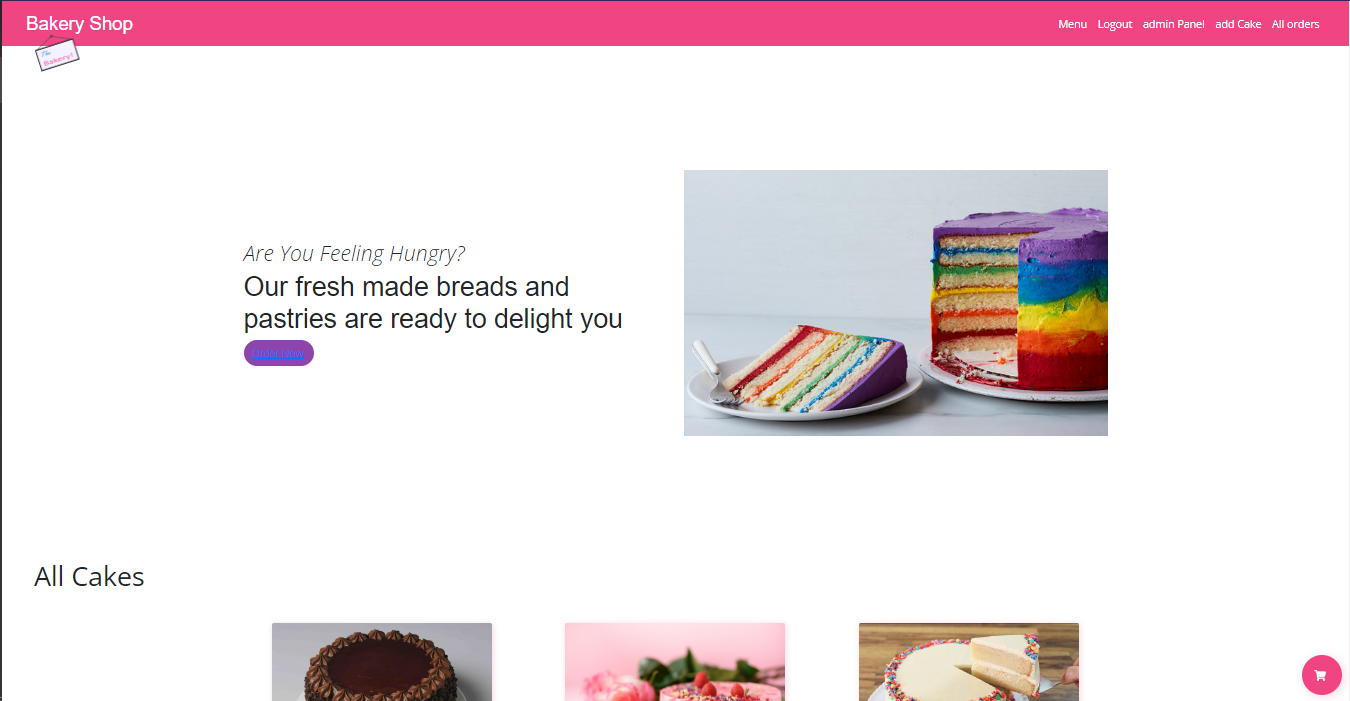 Bakery Shop
Menu Logout admin Panel add Cake All orders
The
Bakery!
Are You Feeling Hungry?
Our fresh made breads and
pastries are ready to delight you
Order Now
All Cakes